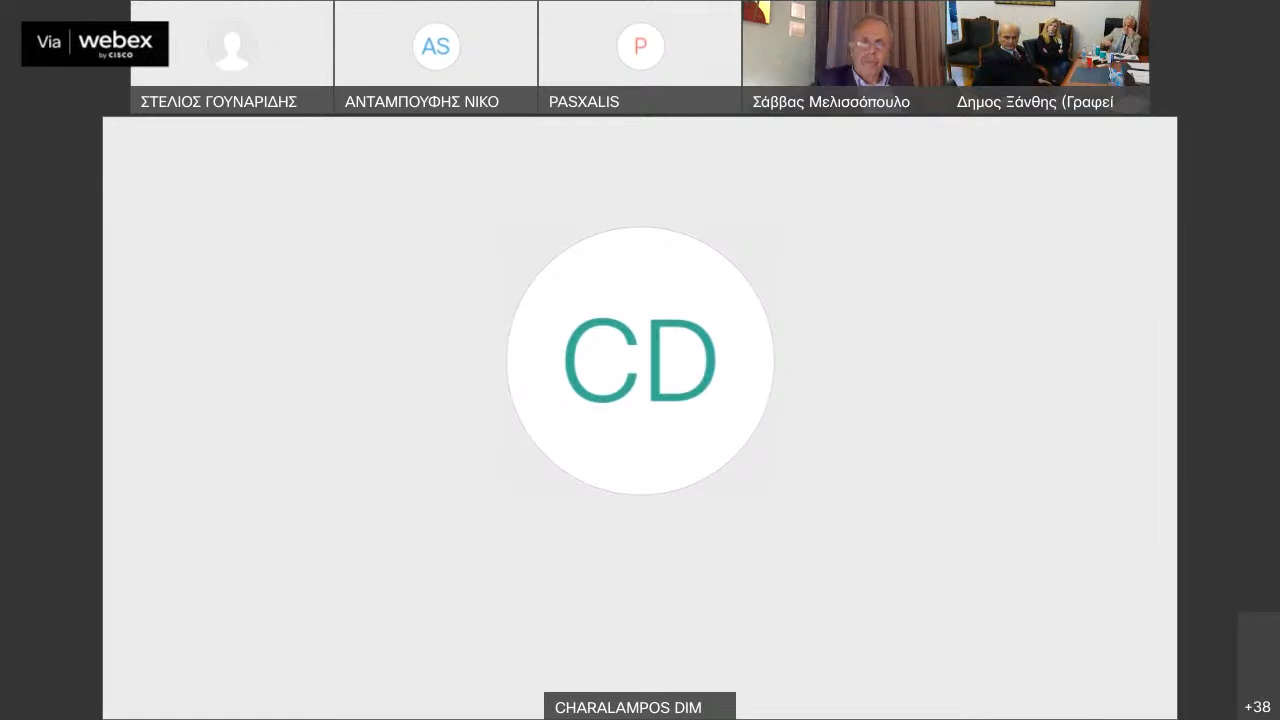 Via webex
by CISCO
AS
P
ΣΤΕΛΙΟΣ ΓΟΥΝΑΡΙΔΗΣ
ΑΝΤΑΜΠΟΥΦΗΣ ΝΙΚΟ
PASXALIS
Σάββας Μελισσόπουλο
Δημος Ξάνθης (Γραφεί
CD
CHARALAMPOS DIM
+38